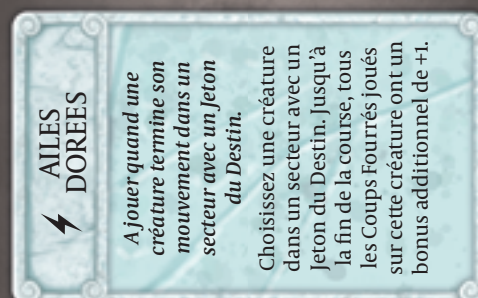 AILES
DOREES
A jouer quand une
créature termine son
mouvement dans un
secteur avec un Jeton
du Destin.
Choisissez une créature
dans un secteur avec un
Jeton du Destin. Jusqu'à
la fin de la course, tous
les Coups Fourrés joués
sur cette créature ont un
bonus additionnel de +1.